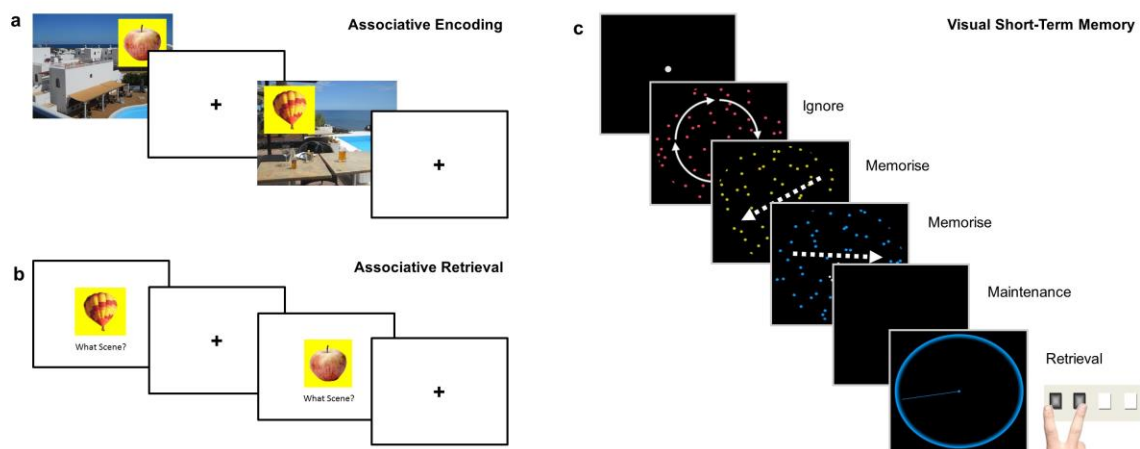 a
Associative Encoding
+
+
b
Associative Retrieval
What Scene?
+
What Scene?
+
c
Visual Short-Term Memory
Ignore
Memorise
Memorise
Maintenance
Retrieval